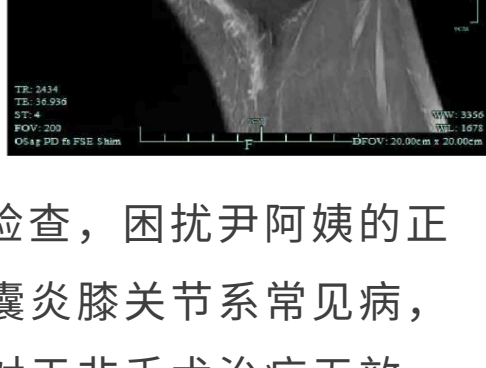 TR: 2434
TE: 36.936
ST: 4
FOV: 200
OSag PD fs FSE Shim
F
WW: 3356
WL: 1678
DFOV: 20.00cm x 20.00cm
检查，困扰尹阿姨的正
囊炎膝关节系常见病，
对于非手术治疗无效